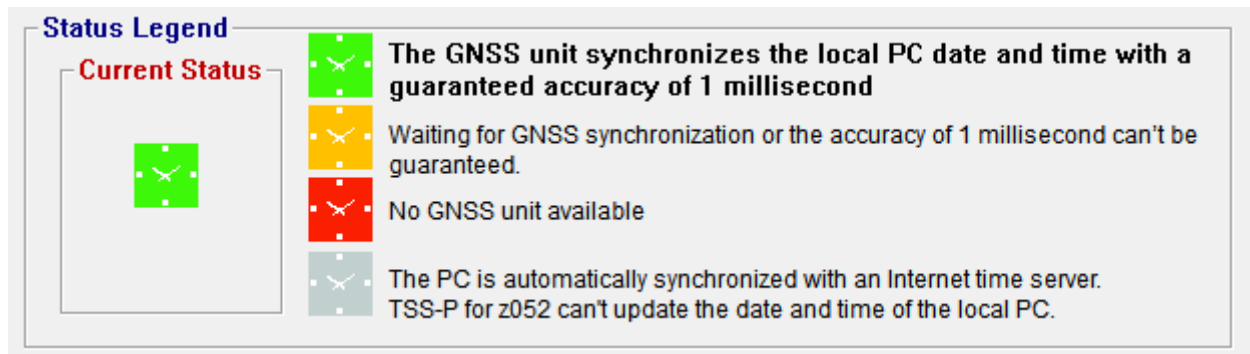 Status Legend
Current Status
The GNSS unit synchronizes the local PC date and time with a
guaranteed accuracy of 1 millisecond
Waiting for GNSS synchronization or the accuracy of 1 millisecond can't be
guaranteed.
No GNSS unit available
The PC is automatically synchronized with an Internet time server.
TSS-P for z052 can't update the date and time of the local PC.